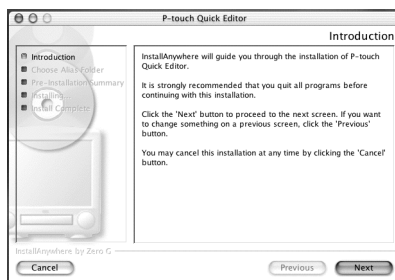 P-touch Quick Editor
Introduction
Introduction
Choose Alias Folder
Pre-Installation Summary
Installing...
Install Complete
InstallAnywhere will guide you through the installation of P-touch
Quick Editor.
It is strongly recommended that you quit all programs before
continuing with this installation.
Click the 'Next' button to proceed to the next screen. If you want
to change something on a previous screen, click the 'Previous'
button.
You may cancel this installation at any time by clicking the 'Cancel'
button.
InstallAnywhere by Zero G
Cancel
Previous
Next